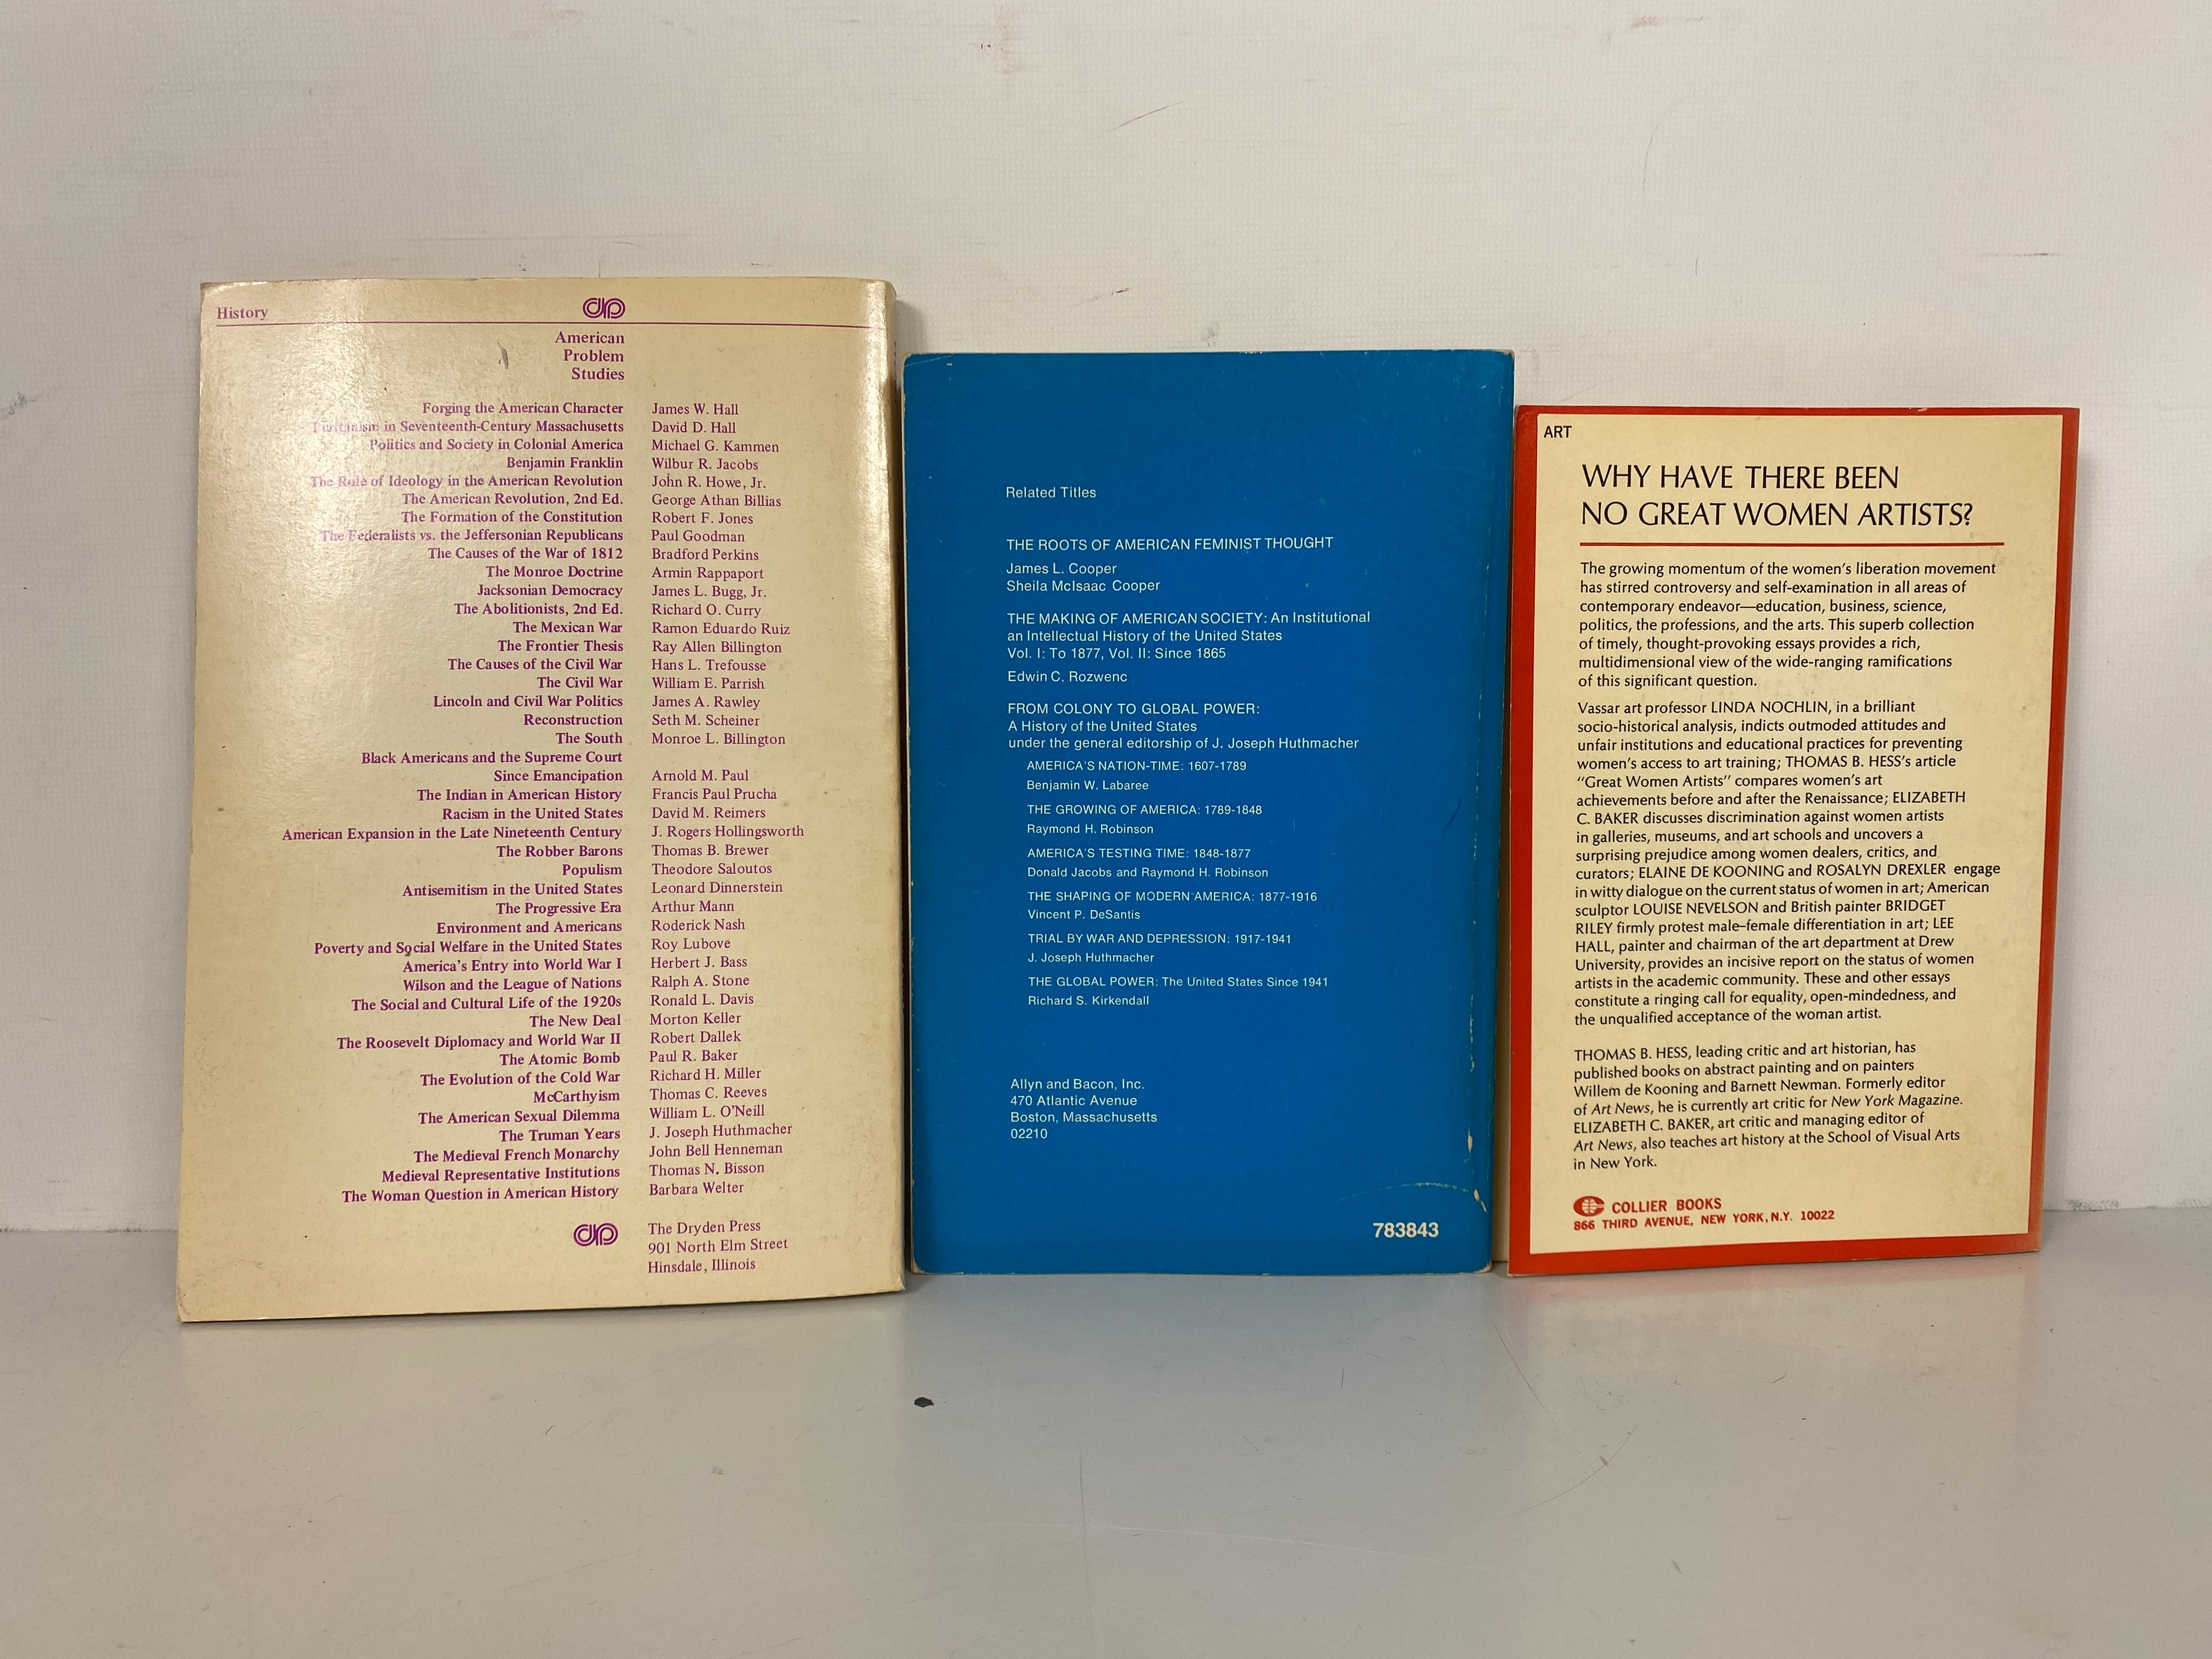 History
dp
American
Problem
Studies
Forging the American Character James W. Hall
Puritanism in Seventeenth-Century Massachusetts David D. Hall
Politics and Society in Colonial America Michael G. Kammen
Benjamin Franklin Wilbur R. Jacobs
The Role of Ideology in the American Revolution John R. Howe, Jr.
The American Revolution, 2nd Ed. George Athan Billias
The Formation of the Constitution Robert F. Jones
The Federalists vs. the Jeffersonian Republicans Paul Goodman
The Causes of the War of 1812 Bradford Perkins
The Monroe Doctrine Armin Rappaport
Jacksonian Democracy James L. Bugg, Jr.
The Abolitionists, 2nd Ed. Richard O. Curry
The Mexican War Ramon Eduardo Ruiz
The Frontier Thesis Ray Allen Billington
The Causes of the Civil War Hans L. Trefousse
The Civil War William E. Parrish
Lincoln and Civil War Politics James A. Rawley
Reconstruction Seth M. Scheiner
The South Monroe L. Billington
Black Americans and the Supreme Court
Since Emancipation Arnold M. Paul
The Indian in American History Francis Paul Prucha
Racism in the United States David M. Reimers
American Expansion in the Late Nineteenth Century J. Rogers Hollingsworth
The Robber Barons Thomas B. Brewer
Populism Theodore Saloutos
Antisemitism in the United States Leonard Dinnerstein
The Progressive Era Arthur Mann
Environment and Americans Roderick Nash
Poverty and Social Welfare in the United States Roy Lubove
America's Entry into World War I Herbert J. Bass
Wilson and the League of Nations Ralph A. Stone
The Social and Cultural Life of the 1920s Ronald L. Davis
The New Deal Morton Keller
The Roosevelt Diplomacy and World War II Robert Dallek
The Atomic Bomb Paul R. Baker
The Evolution of the Cold War Richard H. Miller
McCarthyism Thomas C. Reeves
The American Sexual Dilemma William L. O'Neill
The Truman Years J. Joseph Huthmacher
The Medieval French Monarchy John Bell Henneman
Medieval Representative Institutions Thomas N. Bisson
The Woman Question in American History Barbara Welter
dp
The Dryden Press
901 North Elm Street
Hinsdale, Illinois
Related Titles
THE ROOTS OF AMERICAN FEMINIST THOUGHT
James L. Cooper
Sheila McIsaac Cooper
THE MAKING OF AMERICAN SOCIETY: An Institutional
an Intellectual History of the United States
Vol. I: To 1877, Vol. II: Since 1865
Edwin C. Rozwenc
FROM COLONY TO GLOBAL POWER:
A History of the United States
under the general editorship of J. Joseph Huthmacher
AMERICA'S NATION-TIME: 1607-1789
Benjamin W. Labaree
THE GROWING OF AMERICA: 1789-1848
Raymond H. Robinson
AMERICA'S TESTING TIME: 1848-1877
Donald Jacobs and Raymond H. Robinson
THE SHAPING OF MODERN AMERICA: 1877-1916
Vincent P. DeSantis
TRIAL BY WAR AND DEPRESSION: 1917-1941
J. Joseph Huthmacher
THE GLOBAL POWER: The United States Since 1941
Richard S. Kirkendall
Allyn and Bacon, Inc.
470 Atlantic Avenue
Boston, Massachusetts
02210
783843
ART
WHY HAVE THERE BEEN
NO GREAT WOMEN ARTISTS?
The growing momentum of the women's liberation movement
has stirred controversy and self-examination in all areas of
contemporary endeavor—education, business, science,
politics, the professions, and the arts. This superb collection
of timely, thought-provoking essays provides a rich,
multidimensional view of the wide-ranging ramifications
of this significant question.
Vassar art professor LINDA NOCHLIN, in a brilliant
socio-historical analysis, indicts outmoded attitudes and
unfair institutions and educational practices for preventing
women's access to art training; THOMAS B. HESS's article
"Great Women Artists" compares women's art
achievements before and after the Renaissance; ELIZABETH
C. BAKER discusses discrimination against women artists
in galleries, museums, and art schools and uncovers a
surprising prejudice among women dealers, critics, and
curators; ELAINE DE KOONING and ROSALYN DREXLER engage
in witty dialogue on the current status of women in art; American
sculptor LOUISE NEVELSON and British painter BRIDGET
RILEY firmly protest male–female differentiation in art; LEE
HALL, painter and chairman of the art department at Drew
University, provides an incisive report on the status of women
artists in the academic community. These and other essays
constitute a ringing call for equality, open-mindedness, and
the unqualified acceptance of the woman artist.
THOMAS B. HESS, leading critic and art historian, has
published books on abstract painting and on painters
Willem de Kooning and Barnett Newman. Formerly editor
of Art News, he is currently art critic for New York Magazine.
ELIZABETH C. BAKER, art critic and managing editor of
Art News, also teaches art history at the School of Visual Arts
in New York.
COLLIER BOOKS
866 THIRD AVENUE, NEW YORK, N.Y. 10022